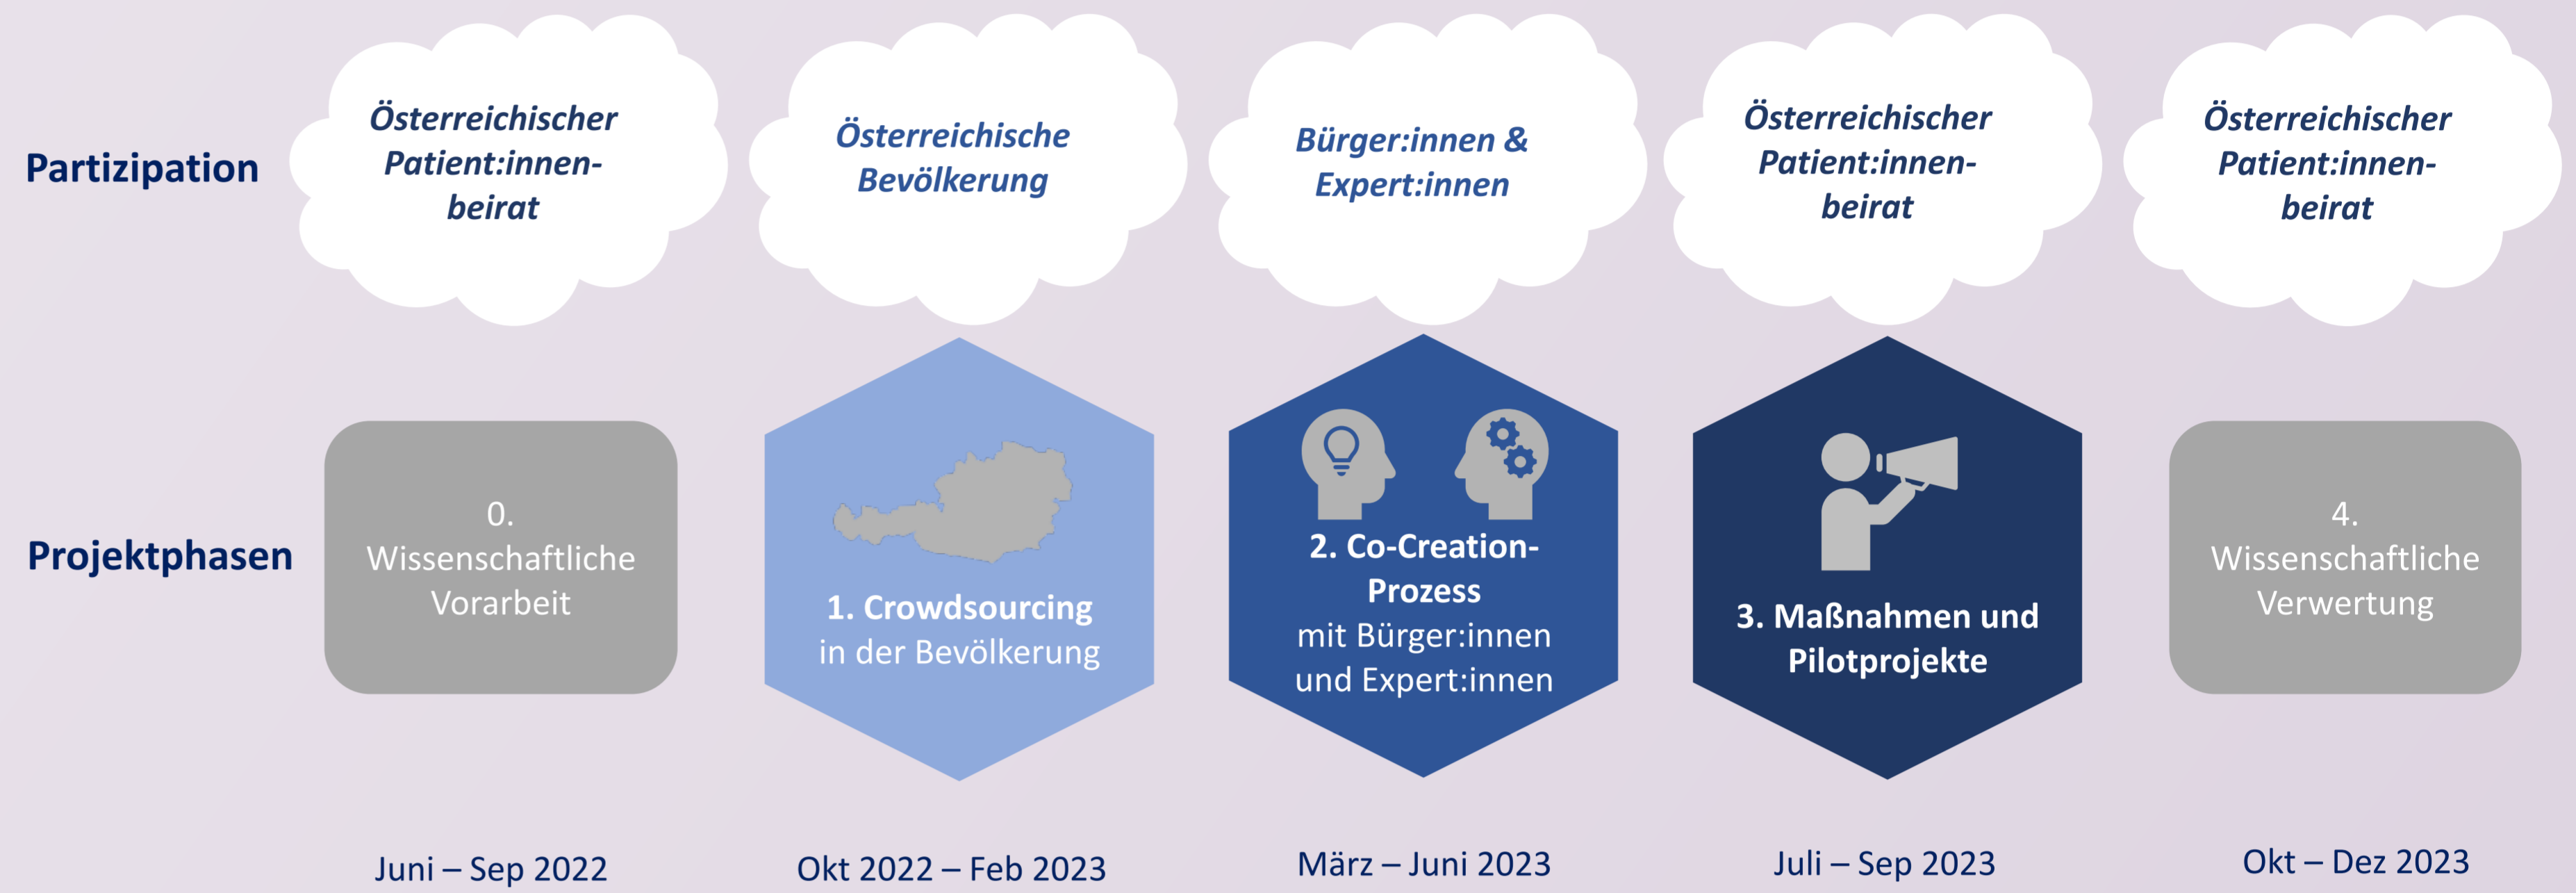 Partizipation
Österreichischer
Patient:innen-
beirat
Österreichische
Bevölkerung
Bürger:innen &
Expert:innen
Österreichischer
Patient:innen-
beirat
Österreichischer
Patient:innen-
beirat
Projektphasen
0.
Wissenschaftliche
Vorarbeit
1. Crowdsourcing
in der Bevölkerung
2. Co-Creation-
Prozess
mit Bürger:innen
und Expert:innen
3. Maßnahmen und
Pilotprojekte
4.
Wissenschaftliche
Verwertung
Juni – Sep 2022
Okt 2022 – Feb 2023
März – Juni 2023
Juli – Sep 2023
Okt – Dez 2023